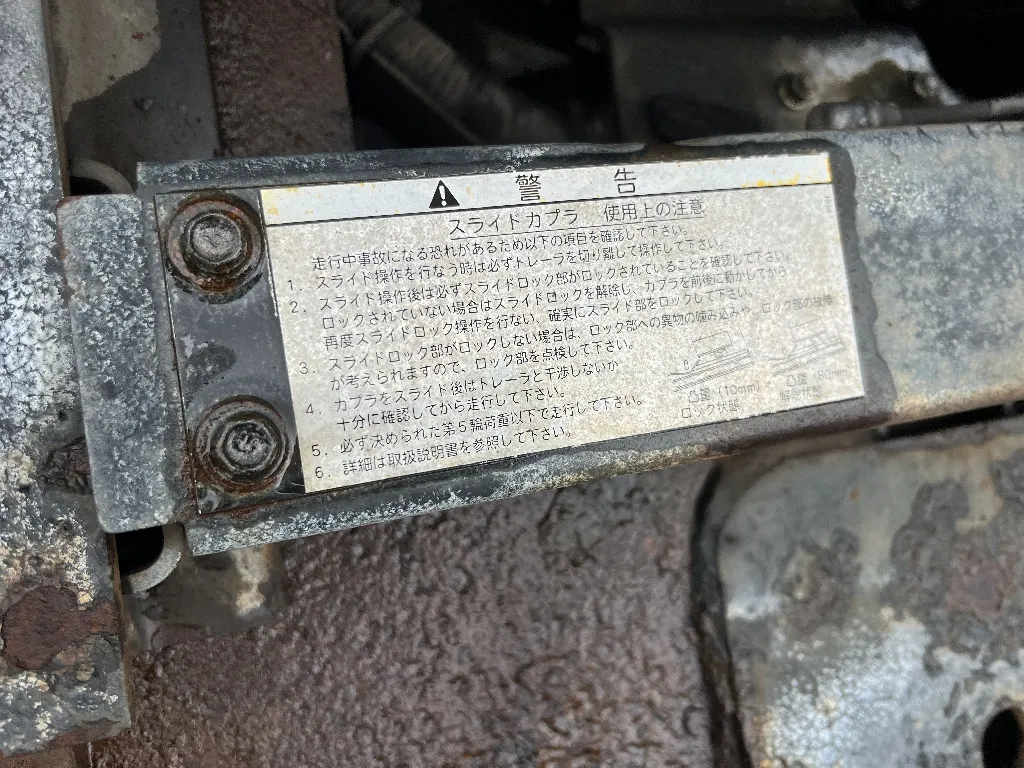 警告
スライドカプラ 使用上の注意
走行中事故になる恐れがあるため以下の項目を確認して下さい。
1. スライド操作を行なう時は必ずトレーラを切り離して操作して下さい。
2. スライド操作後は必ずスライドロック部がロックされていることを確認して下さい。
ロックされていない場合はスライドロックを解除し、カプラを前後に動かしてから
再度スライドロック操作を行ない、確実にスライド部をロックして下さい。
3. スライドロック部がロックしない場合は、ロック部への異物の噛み込みや、ロック部の故障
が考えられますので、ロック部を点検して下さい。
4. カプラをスライド後はトレーラと干渉しないか
十分に確認してから走行して下さい。
5. 必ず決められた第5輪荷重以下で走行して下さい。
6. 詳細は取扱説明書を参照して下さい。
凸量 (10mm)
ロック状態
凸量